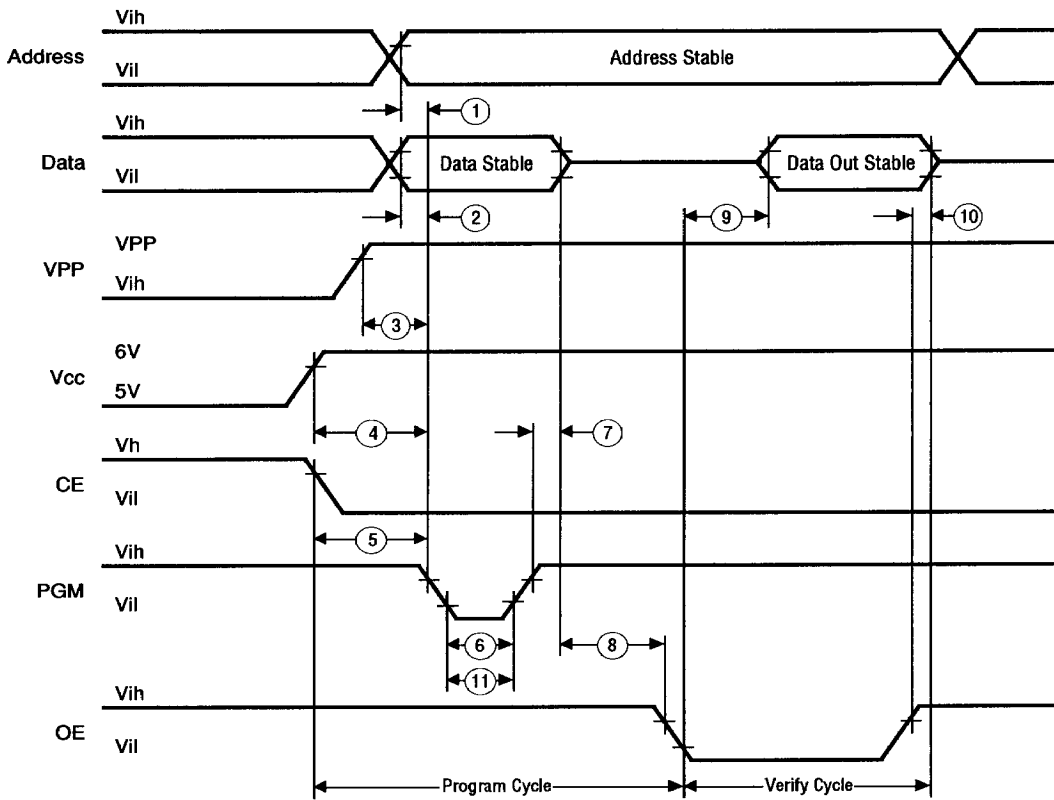 Vih
Address
Vil
Address Stable
1
Vih
Data
Vil
Data Stable
Data Out Stable
2
9
10
VPP
VPP
Vih
3
6V
Vcc
5V
4
7
Vh
CE
Vil
5
Vih
PGM
Vil
6
8
11
Vih
OE
Vil
Program Cycle
Verify Cycle